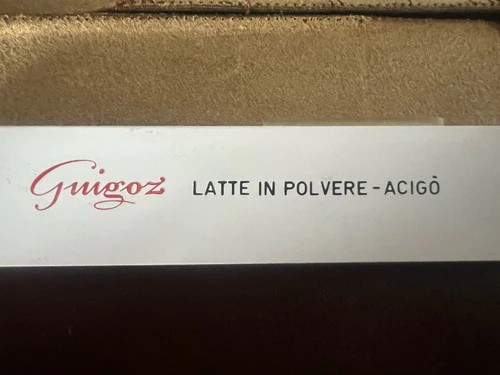 Guigoz LATTE IN POLVERE - ACIGÒ